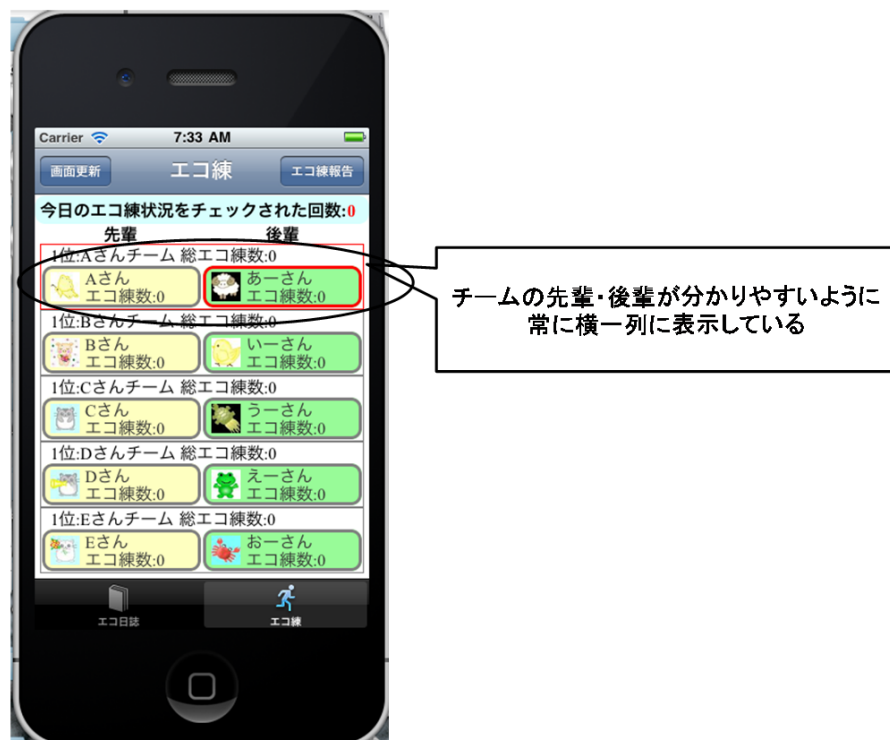 Carrier 7:33 AM
画面更新 エコ練 エコ練報告
今日のエコ練状況をチェックされた回数:0
先輩 後輩
1位:Aさんチーム 総エコ練数:0
Aさん あーさん
エコ練数:0 エコ練数:0
1位:Bさんチーム 総エコ練数:0
Bさん いーさん
エコ練数:0 エコ練数:0
1位:Cさんチーム 総エコ練数:0
Cさん うーさん
エコ練数:0 エコ練数:0
1位:Dさんチーム 総エコ練数:0
Dさん えーさん
エコ練数:0 エコ練数:0
1位:Eさんチーム 総エコ練数:0
Eさん おーさん
エコ練数:0 エコ練数:0
エコ日誌 エコ練
チームの先輩・後輩が分かりやすいように
常に横一列に表示している